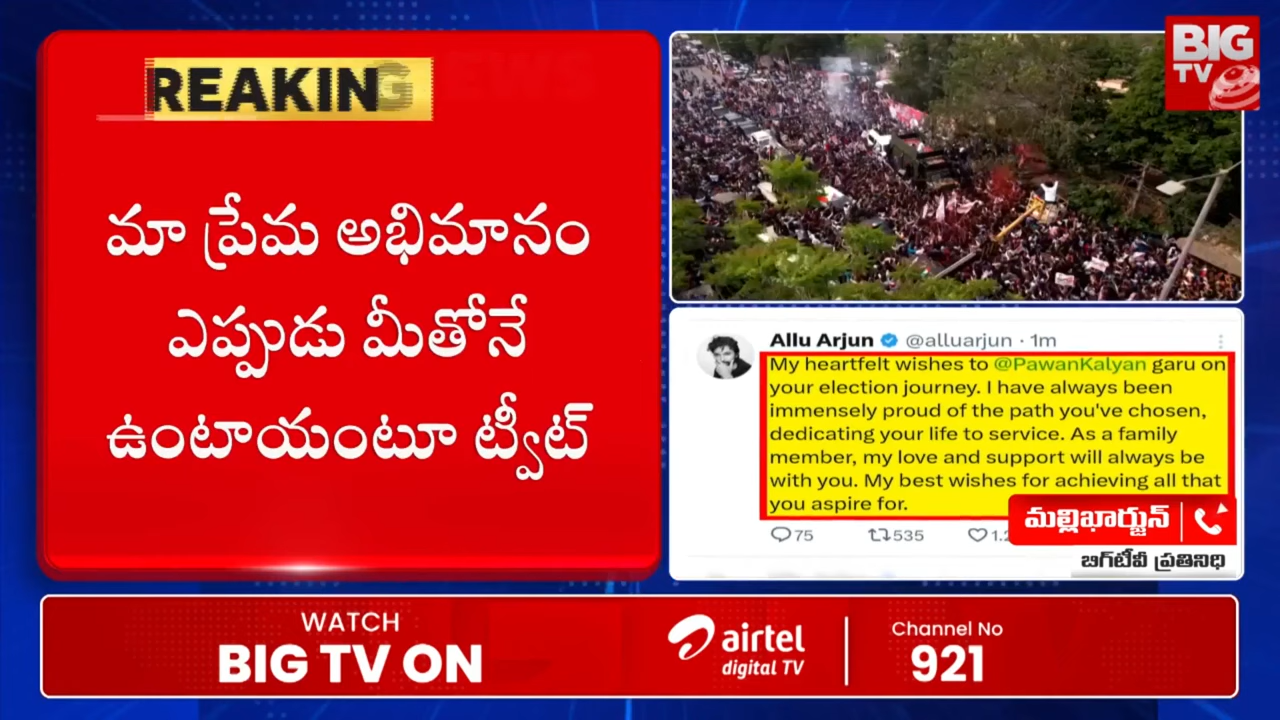 REAKING
మా ప్రేమ అభిమానం
ఎప్పుడు మీతోనే
ఉంటాయంటూ ట్వీట్
BIG
TV
Allu Arjun @alluarjun · 1m
My heartfelt wishes to @PawanKalyan garu on
your election journey. I have always been
immensely proud of the path you've chosen,
dedicating your life to service. As a family
member, my love and support will always be
with you. My best wishes for achieving all that
you aspire for.
75 535 1.2
మల్లిఖార్జున్
బిగ్‌టీవీ ప్రతినిధి
WATCH
BIG TV ON
airtel
digital TV
Channel No
921